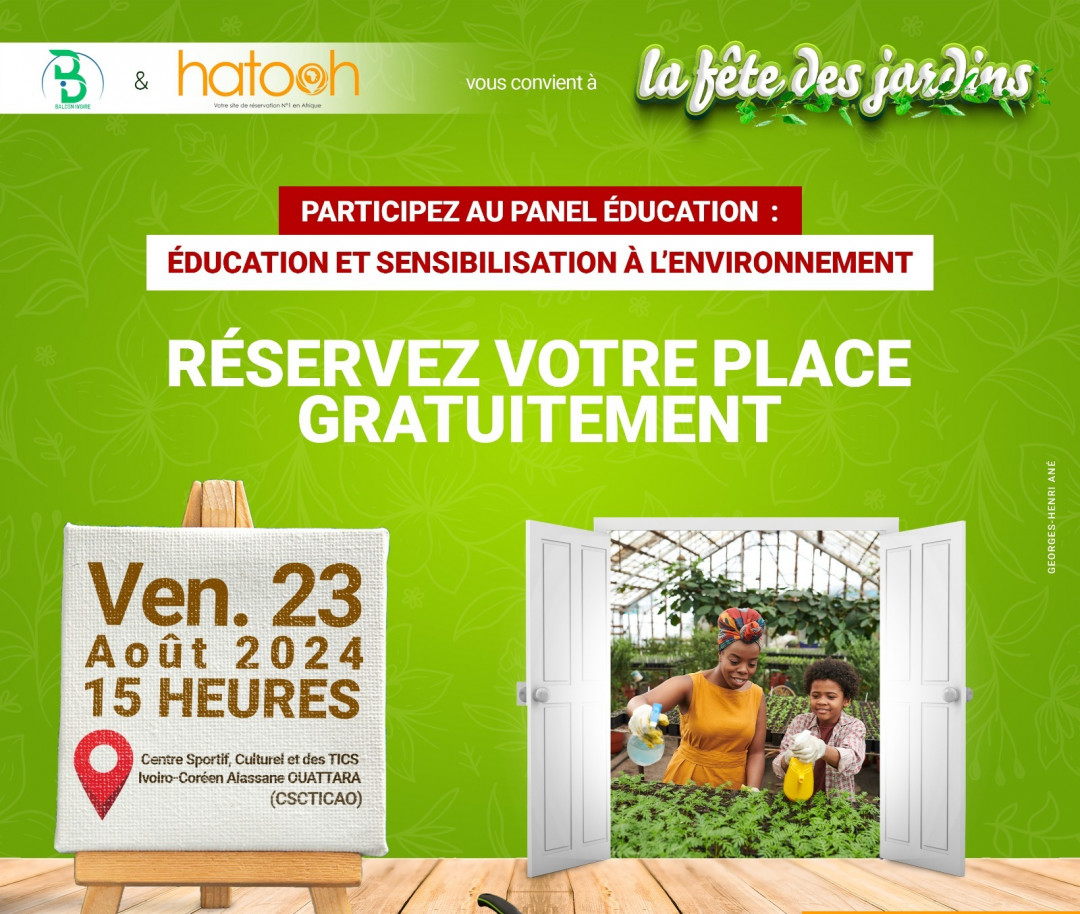 B
BALCON IVOIRE
&
hatooh
Votre site de réservation N°1 en Afrique
vous convient à
la fête des jardins
PARTICIPEZ AU PANEL ÉDUCATION :
ÉDUCATION ET SENSIBILISATION À L'ENVIRONNEMENT
RÉSERVEZ VOTRE PLACE
GRATUITEMENT
GEORGES-HENRI ANÉ
Ven. 23
Août 2024
15 HEURES
Centre Sportif, Culturel et des TICS
Ivoiro-Coréen Alassane OUATTARA
(CSCTICAO)